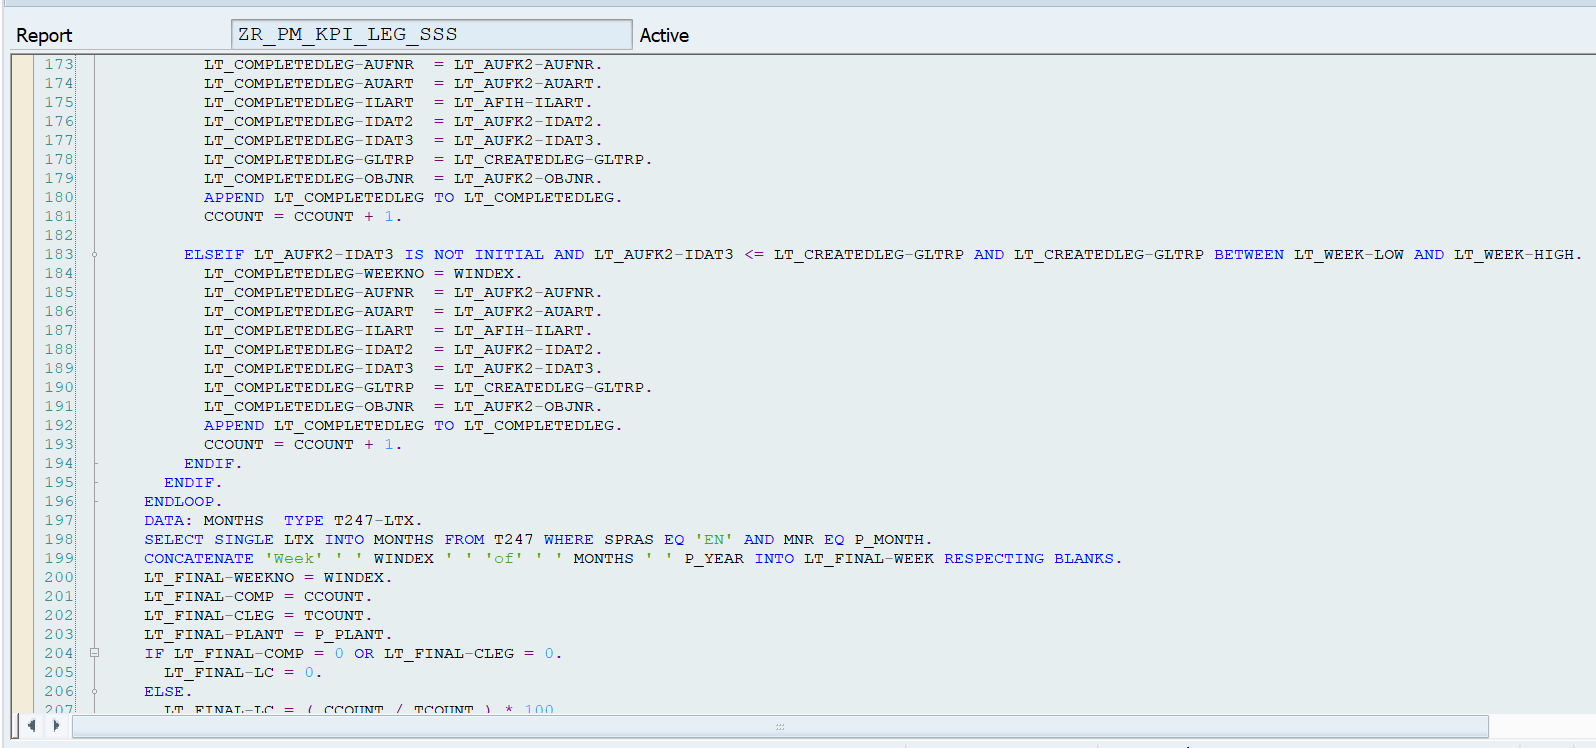 Report ZR_PM_KPI_LEG_SSS Active
173 LT_COMPLETEDLEG-AUFNR = LT_AUFK2-AUFNR.
174 LT_COMPLETEDLEG-AUART = LT_AUFK2-AUART.
175 LT_COMPLETEDLEG-ILART = LT_AFIH-ILART.
176 LT_COMPLETEDLEG-IDAT2 = LT_AUFK2-IDAT2.
177 LT_COMPLETEDLEG-IDAT3 = LT_AUFK2-IDAT3.
178 LT_COMPLETEDLEG-GLTRP = LT_CREATEDLEG-GLTRP.
179 LT_COMPLETEDLEG-OBJNR = LT_AUFK2-OBJNR.
180 APPEND LT_COMPLETEDLEG TO LT_COMPLETEDLEG.
181 CCOUNT = CCOUNT + 1.
182
183 ELSEIF LT_AUFK2-IDAT3 IS NOT INITIAL AND LT_AUFK2-IDAT3 <= LT_CREATEDLEG-GLTRP AND LT_CREATEDLEG-GLTRP BETWEEN LT_WEEK-LOW AND LT_WEEK-HIGH.
184 LT_COMPLETEDLEG-WEEKNO = WINDEX.
185 LT_COMPLETEDLEG-AUFNR = LT_AUFK2-AUFNR.
186 LT_COMPLETEDLEG-AUART = LT_AUFK2-AUART.
187 LT_COMPLETEDLEG-ILART = LT_AFIH-ILART.
188 LT_COMPLETEDLEG-IDAT2 = LT_AUFK2-IDAT2.
189 LT_COMPLETEDLEG-IDAT3 = LT_AUFK2-IDAT3.
190 LT_COMPLETEDLEG-GLTRP = LT_CREATEDLEG-GLTRP.
191 LT_COMPLETEDLEG-OBJNR = LT_AUFK2-OBJNR.
192 APPEND LT_COMPLETEDLEG TO LT_COMPLETEDLEG.
193 CCOUNT = CCOUNT + 1.
194 ENDIF.
195 ENDIF.
196 ENDLOOP.
197 DATA: MONTHS TYPE T247-LTX.
198 SELECT SINGLE LTX INTO MONTHS FROM T247 WHERE SPRAS EQ 'EN' AND MNR EQ P_MONTH.
199 CONCATENATE 'Week' ' ' WINDEX ' ' 'of' ' ' MONTHS ' ' P_YEAR INTO LT_FINAL-WEEK RESPECTING BLANKS.
200 LT_FINAL-WEEKNO = WINDEX.
201 LT_FINAL-COMP = CCOUNT.
202 LT_FINAL-CLEG = TCOUNT.
203 LT_FINAL-PLANT = P_PLANT.
204 IF LT_FINAL-COMP = 0 OR LT_FINAL-CLEG = 0.
205 LT_FINAL-LC = 0.
206 ELSE.
207 LT_FINAL-LC = ( CCOUNT / TCOUNT ) * 100